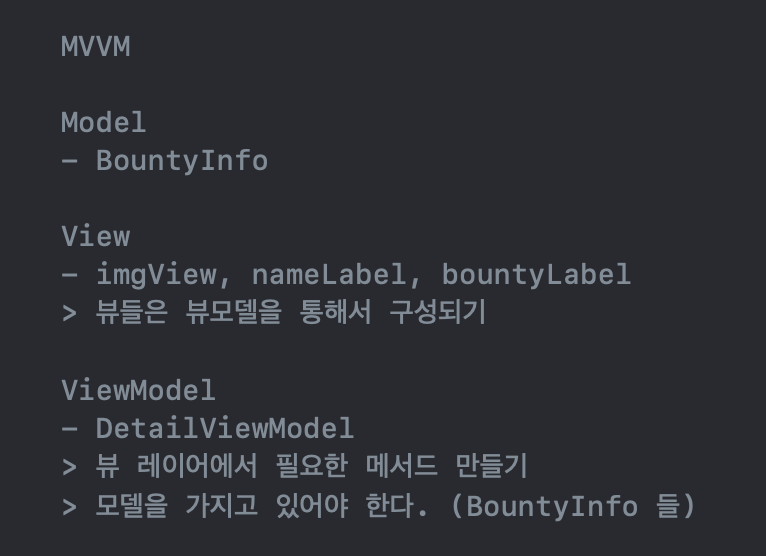 MVVM
Model
- BountyInfo
View
- imgView, nameLabel, bountyLabel
> 뷰들은 뷰모델을 통해서 구성되기
ViewModel
- DetailViewModel
> 뷰 레이어에서 필요한 메서드 만들기
> 모델을 가지고 있어야 한다. (BountyInfo 들)